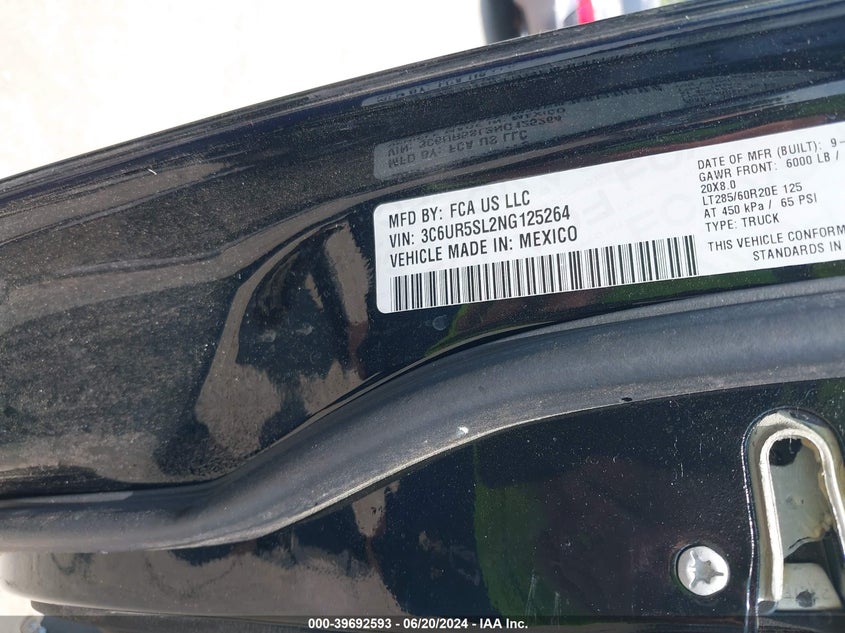 MFD BY: FCA US LLC
VIN: 3C6UR5SL2NG125264
VEHICLE MADE IN: MEXICO
DATE OF MFR (BUILT): 9-
GAWR FRONT: 6000 LB /
20X8.0
LT285/60R20E 125
AT 450 kPa / 65 PSI
TYPE: TRUCK
THIS VEHICLE CONFORM
STANDARDS IN
000-39692593 / 06/20/2024 - IAA Inc.